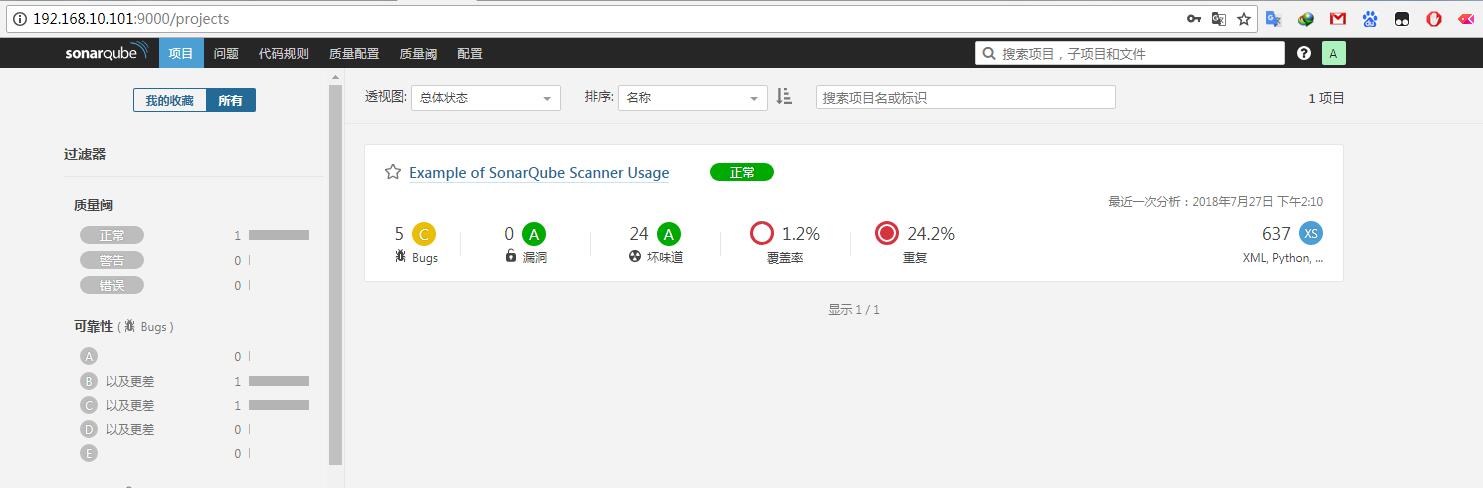 192.168.10.101:9000/projects
sonarqube 项目 问题 代码规则 质量配置 质量阈 配置 搜索项目，子项目和文件 ? A
我的收藏 所有
透视图: 总体状态 排序: 名称 搜索项目名或标识 1 项目
过滤器
质量阈
正常 1
警告 0
错误 0
可靠性 ( Bugs )
A 0
B 以及更差 1
C 以及更差 1
D 以及更差 0
E 0
Example of SonarQube Scanner Usage 正常
最近一次分析：2018年7月27日 下午2:10
5 C 0 A 24 A 1.2% 24.2% 637 XS
Bugs 漏洞 坏味道 覆盖率 重复 XML, Python, ...
显示 1 / 1